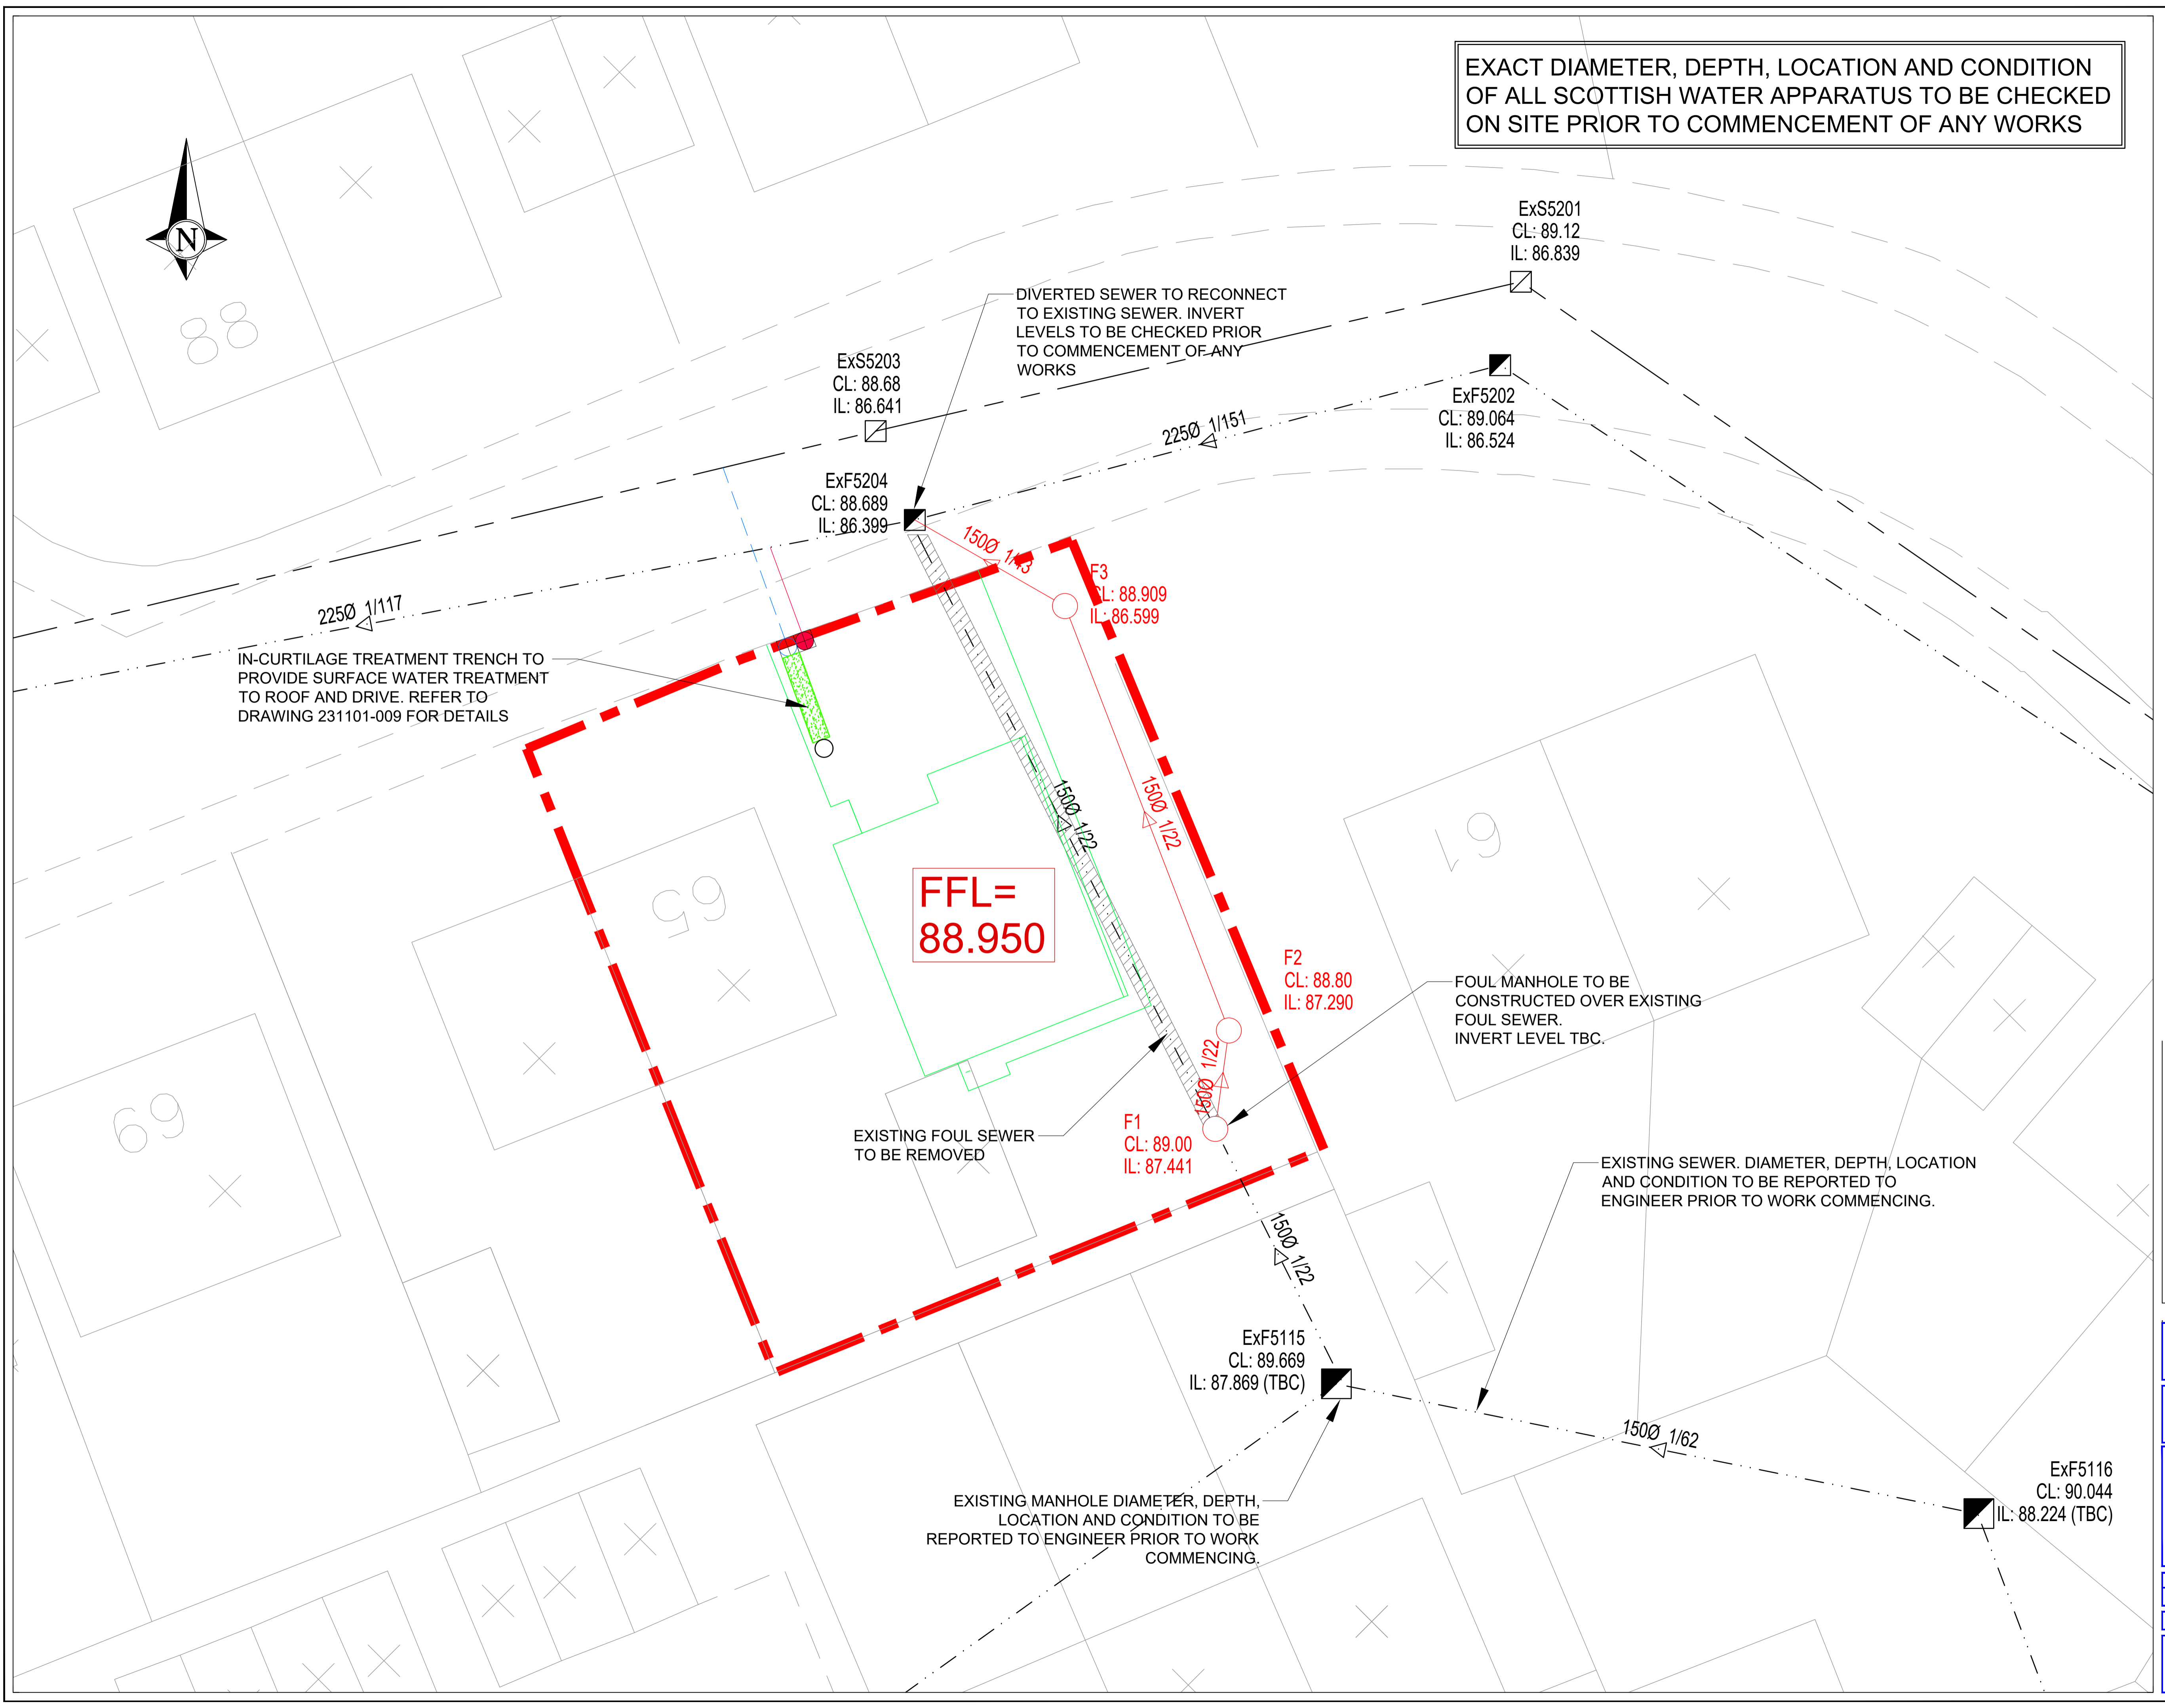 EXACT DIAMETER, DEPTH, LOCATION AND CONDITION
OF ALL SCOTTISH WATER APPARATUS TO BE CHECKED
ON SITE PRIOR TO COMMENCEMENT OF ANY WORKS
N
88
ExS5201
CL: 89.12
IL: 86.839
DIVERTED SEWER TO RECONNECT
TO EXISTING SEWER. INVERT
LEVELS TO BE CHECKED PRIOR
TO COMMENCEMENT OF ANY
WORKS
ExS5203
CL: 88.68
IL: 86.641
ExF5202
CL: 89.064
IL: 86.524
225Ø 1/151
ExF5204
CL: 88.689
IL: 86.399
150Ø 1/43
F3
CL: 88.909
IL: 86.599
225Ø 1/117
IN-CURTILAGE TREATMENT TRENCH TO
PROVIDE SURFACE WATER TREATMENT
TO ROOF AND DRIVE. REFER TO
DRAWING 231101-009 FOR DETAILS
150Ø 1/22
150Ø 1/22
61
65
FFL=
88.950
F2
CL: 88.80
IL: 87.290
FOUL MANHOLE TO BE
CONSTRUCTED OVER EXISTING
FOUL SEWER.
INVERT LEVEL TBC.
150Ø 1/22
69
F1
CL: 89.00
IL: 87.441
EXISTING FOUL SEWER
TO BE REMOVED
EXISTING SEWER. DIAMETER, DEPTH, LOCATION
AND CONDITION TO BE REPORTED TO
ENGINEER PRIOR TO WORK COMMENCING.
150Ø 1/22
ExF5115
CL: 89.669
IL: 87.869 (TBC)
150Ø 1/62
ExF5116
CL: 90.044
IL: 88.224 (TBC)
EXISTING MANHOLE DIAMETER, DEPTH,
LOCATION AND CONDITION TO BE
REPORTED TO ENGINEER PRIOR TO WORK
COMMENCING.